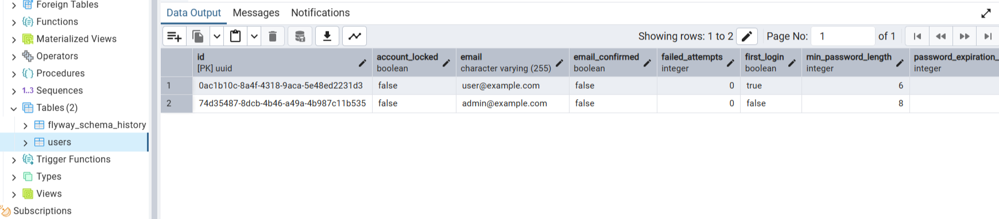 Foreign Tables
Functions
Materialized Views
Operators
Procedures
1..3 Sequences
Tables (2)
flyway_schema_history
users
Trigger Functions
Types
Views
Subscriptions
Data Output Messages Notifications
Showing rows: 1 to 2 Page No: 1 of 1
id account_locked email email_confirmed failed_attempts first_login min_password_length password_expiration_
[PK] uuid boolean character varying (255) boolean integer boolean integer integer
1 0ac1b10c-8a4f-4318-9aca-5e48ed2231d3 false user@example.com false 0 true 6
2 74d35487-8dcb-4b46-a49a-4b987c11b535 false admin@example.com false 0 false 8